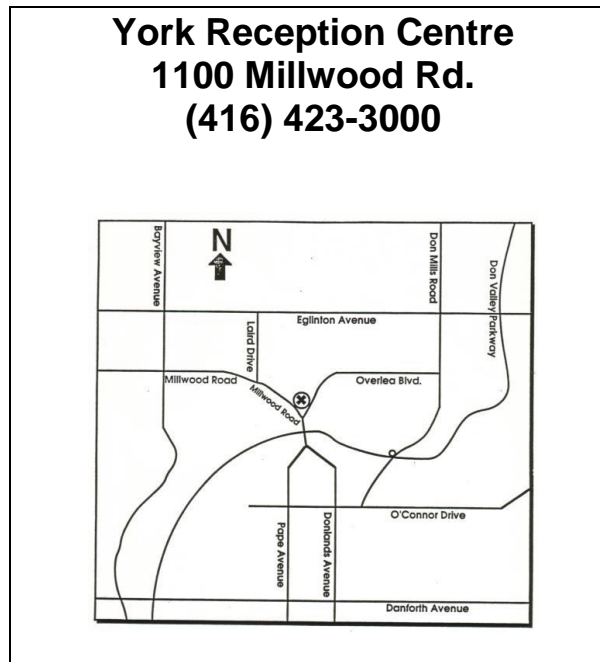 York Reception Centre
1100 Millwood Rd.
(416) 423-3000
N
Bayview Avenue
Don Mills Road
Don Valley Parkway
Laird Drive
Eglinton Avenue
Millwood Road
Millwood Road
Overlea Blvd.
O'Connor Drive
Pape Avenue
Donlands Avenue
Danforth Avenue